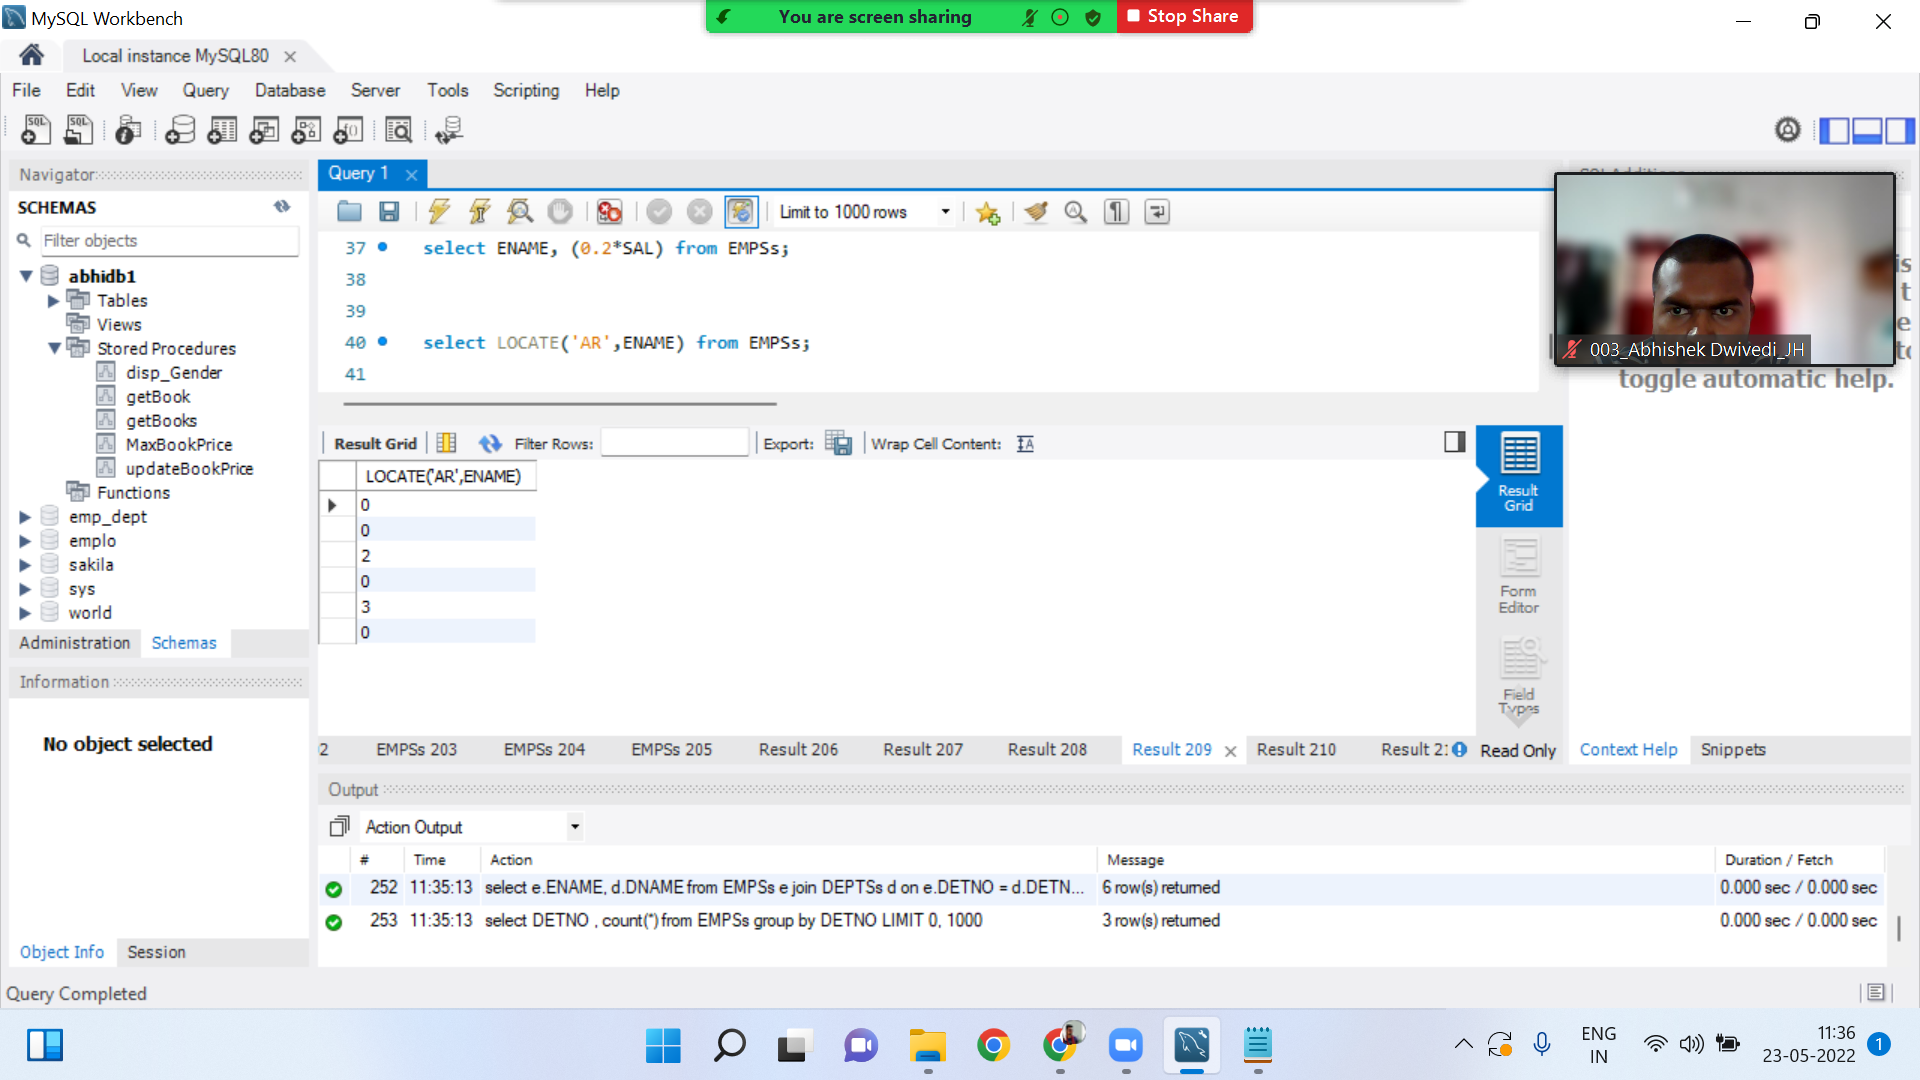 MySQL Workbench
You are screen sharing
Stop Share
Local instance MySQL80
File Edit View Query Database Server Tools Scripting Help
Navigator
SCHEMAS
Filter objects
abhidb1
Tables
Views
Stored Procedures
disp_Gender
getBook
getBooks
MaxBookPrice
updateBookPrice
Functions
emp_dept
emplo
sakila
sys
world
Administration Schemas
Information
No object selected
Object Info Session
Query Completed
Query 1
Limit to 1000 rows
37 select ENAME, (0.2*SAL) from EMPSs;
38
39
40 select LOCATE('AR',ENAME) from EMPSs;
41
Result Grid Filter Rows: Export: Wrap Cell Content:
LOCATE('AR',ENAME)
0
0
2
0
3
0
Result Grid
Form Editor
Field Types
EMPSs 203 EMPSs 204 EMPSs 205 Result 206 Result 207 Result 208 Result 209 Result 210 Result Read Only
003_Abhishek Dwivedi_JH
toggle automatic help.
Context Help Snippets
Output
Action Output
# Time Action Message Duration / Fetch
252 11:35:13 select e.ENAME, d.DNAME from EMPSs e join DEPTSs d on e.DETNO = d.DETN... 6 row(s) returned 0.000 sec / 0.000 sec
253 11:35:13 select DETNO , count(*) from EMPSs group by DETNO LIMIT 0, 1000 3 row(s) returned 0.000 sec / 0.000 sec
ENG
IN
11:36
23-05-2022
1